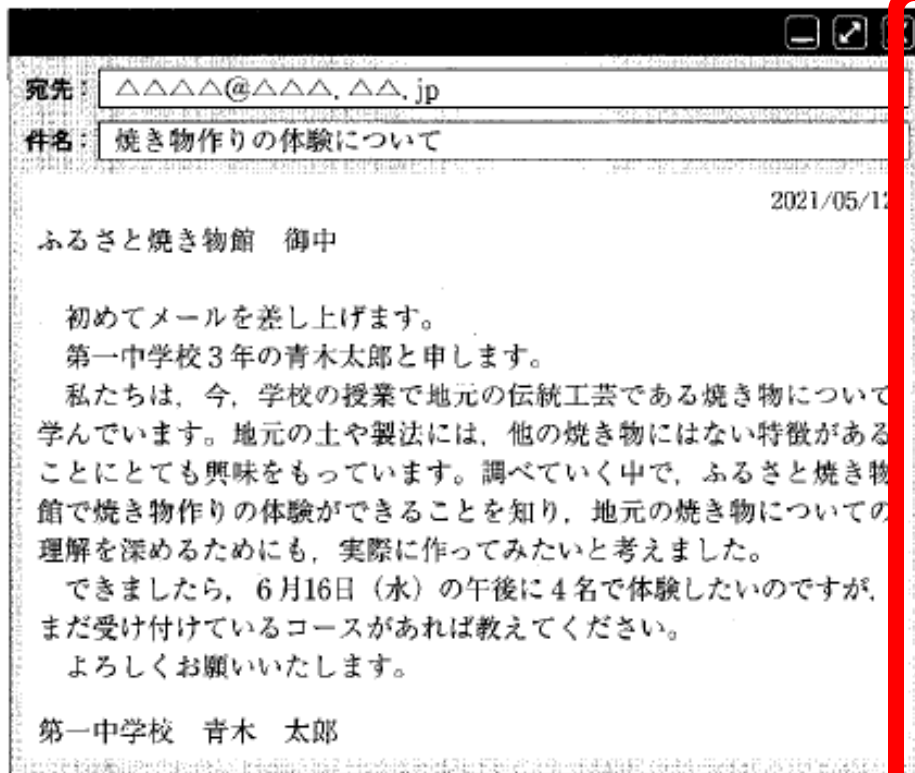 宛先： △△△△@△△△.△△.jp
件名： 焼き物作りの体験について
2021/05/12
ふるさと焼き物館　御中
初めてメールを差し上げます。
第一中学校３年の青木太郎と申します。
私たちは，今，学校の授業で地元の伝統工芸である焼き物について
学んでいます。地元の土や製法には，他の焼き物にはない特徴がある
ことにとても興味をもっています。調べていく中で，ふるさと焼き物
館で焼き物作りの体験ができることを知り，地元の焼き物についての
理解を深めるためにも，実際に作ってみたいと考えました。
できましたら，６月16日（水）の午後に４名で体験したいのですが，
まだ受け付けているコースがあれば教えてください。
よろしくお願いいたします。
第一中学校　青木　太郎